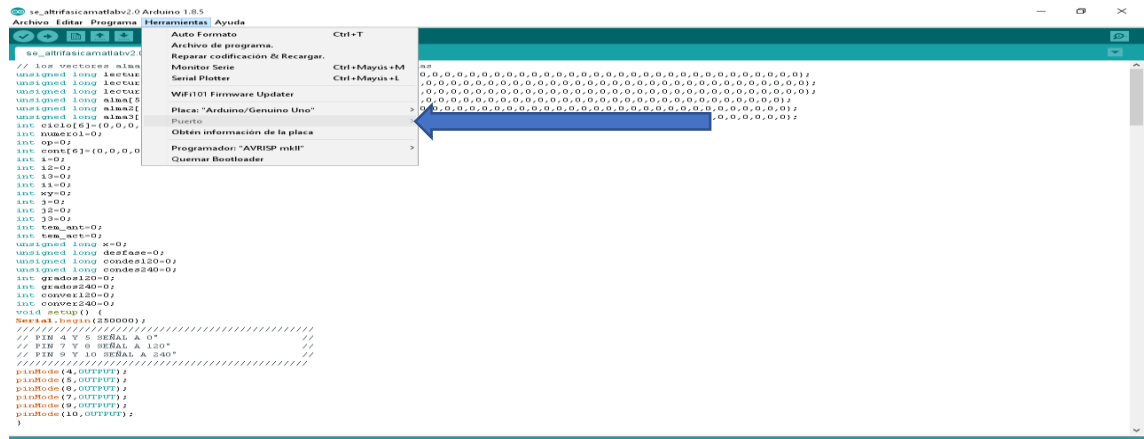 se_altrifasicamatlabv2.0 Arduino 1.8.5
Archivo Editar Programa Herramientas Ayuda
se_altrifasicamatlabv2.0
Auto Formato Ctrl+T
Archivo de programa.
Reparar codificación & Recargar.
Monitor Serie Ctrl+Mayús+M
Serial Plotter Ctrl+Mayús+L
WiFi101 Firmware Updater
Placa: "Arduino/Genuino Uno" >
Puerto
Obtén información de la placa
Programador: "AVRISP mkII" >
Quemar Bootloader
// los vectores alma
unsigned long lectur
unsigned long lectur
unsigned long lectur
unsigned long alma[5
unsigned long alma2[
unsigned long alma3[
int ciclo[6]={0,0,0,
int numero1=0;
int op=0;
int cont[6]={0,0,0,0
int i=0;
int i2=0;
int i3=0;
int ii=0;
int xy=0;
int j=0;
int j2=0;
int j3=0;
int tem_ant=0;
int tem_act=0;
unsigned long x=0;
unsigned long desfase=0;
unsigned long condes120=0;
unsigned long condes240=0;
int grados120=0;
int grados240=0;
int conver120=0;
int conver240=0;
void setup() {
Serial.begin(250000);
////////////////////////////////////////////////
// PIN 4 Y 5 SEÑAL A 0° //
// PIN 7 Y 8 SEÑAL A 120° //
// PIN 9 Y 10 SEÑAL A 240° //
////////////////////////////////////////////////
pinMode(4,OUTPUT);
pinMode(5,OUTPUT);
pinMode(8,OUTPUT);
pinMode(7,OUTPUT);
pinMode(9,OUTPUT);
pinMode(10,OUTPUT);
}